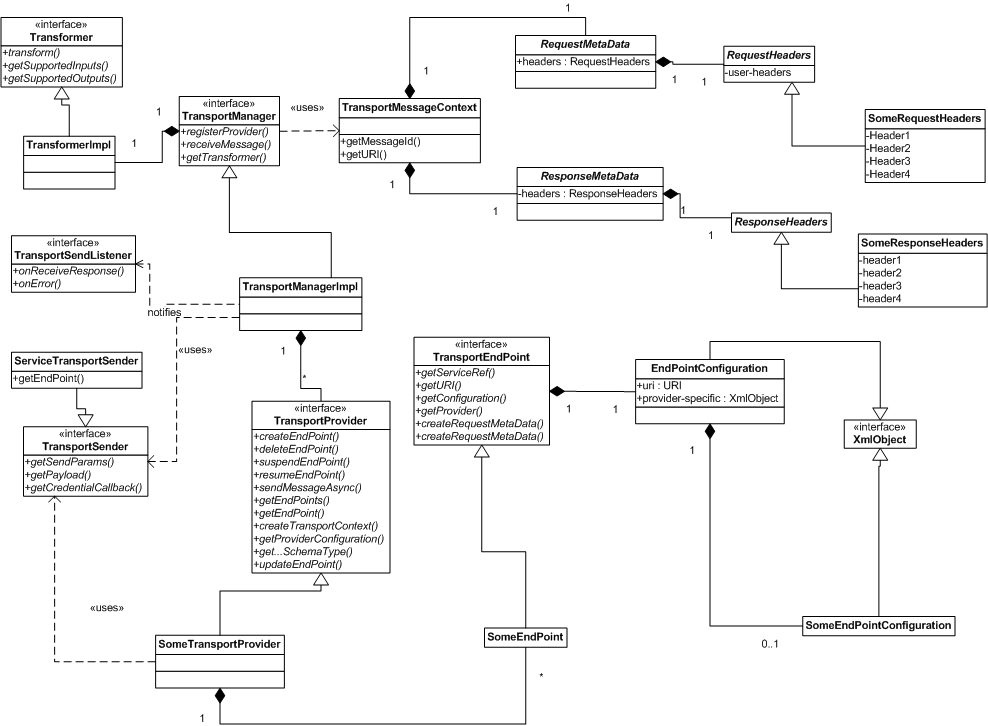 «interface»
Transformer
+transform()
+getSupportedInputs()
+getSupportedOutputs()
TransformerImpl
1
1
«interface»
TransportManager
+registerProvider()
+receiveMessage()
+getTransformer()
«uses»
TransportMessageContext
+getMessageId()
+getURI()
1
1
RequestMetaData
+headers : RequestHeaders
1
1
RequestHeaders
-user-headers
SomeRequestHeaders
-Header1
-Header2
-Header3
-Header4
1
1
ResponseMetaData
-headers : ResponseHeaders
1
1
ResponseHeaders
SomeResponseHeaders
-header1
-header2
-header3
-header4
«interface»
TransportSendListener
+onReceiveResponse()
+onError()
notifies
TransportManagerImpl
«uses»
1
*
ServiceTransportSender
+getEndPoint()
«interface»
TransportSender
+getSendParams()
+getPayload()
+getCredentialCallback()
«interface»
TransportProvider
+createEndPoint()
+deleteEndPoint()
+suspendEndPoint()
+resumeEndPoint()
+sendMessageAsync()
+getEndPoints()
+getEndPoint()
+createTransportContext()
+getProviderConfiguration()
+get...SchemaType()
+updateEndPoint()
«interface»
TransportEndPoint
+getServiceRef()
+getURI()
+getConfiguration()
+getProvider()
+createRequestMetaData()
+createRequestMetaData()
1
1
EndPointConfiguration
+uri : URI
+provider-specific : XmlObject
«interface»
XmlObject
1
0..1
SomeEndPointConfiguration
«uses»
SomeTransportProvider
1
*
SomeEndPoint